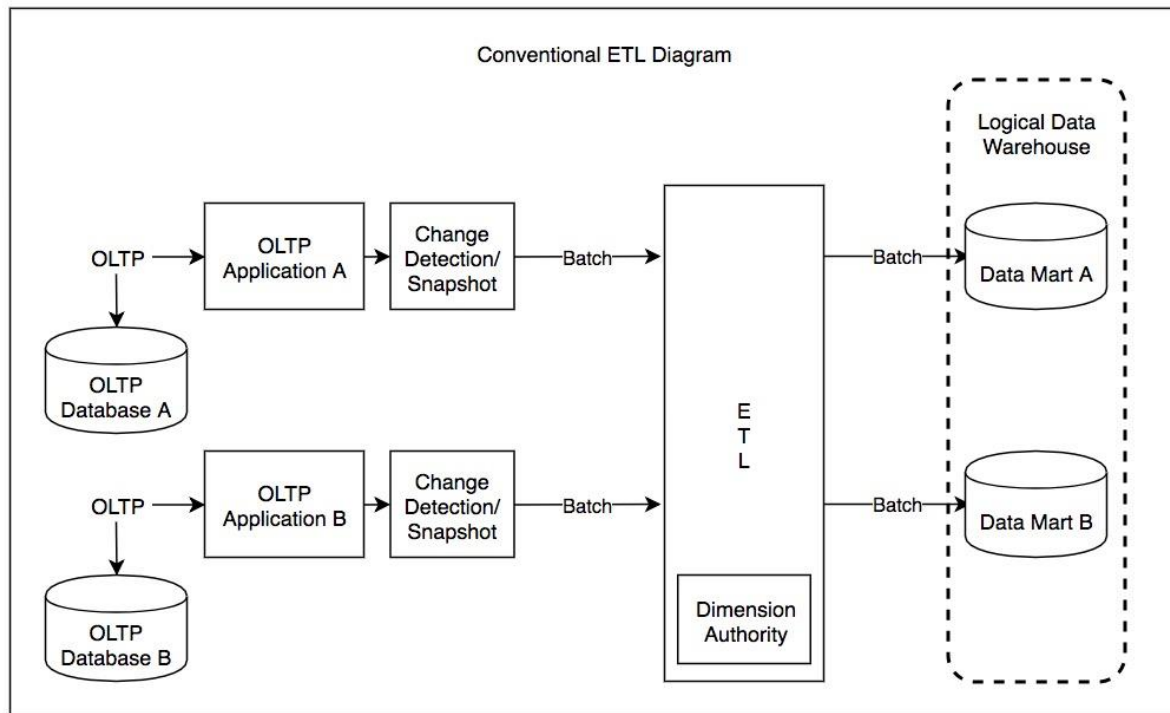 Conventional ETL Diagram
Logical Data
Warehouse
OLTP
OLTP
Application A
Change
Detection/
Snapshot
Batch
Batch
Data Mart A
OLTP
Database A
E
T
L
OLTP
OLTP
Application B
Change
Detection/
Snapshot
Batch
Batch
Data Mart B
OLTP
Database B
Dimension
Authority